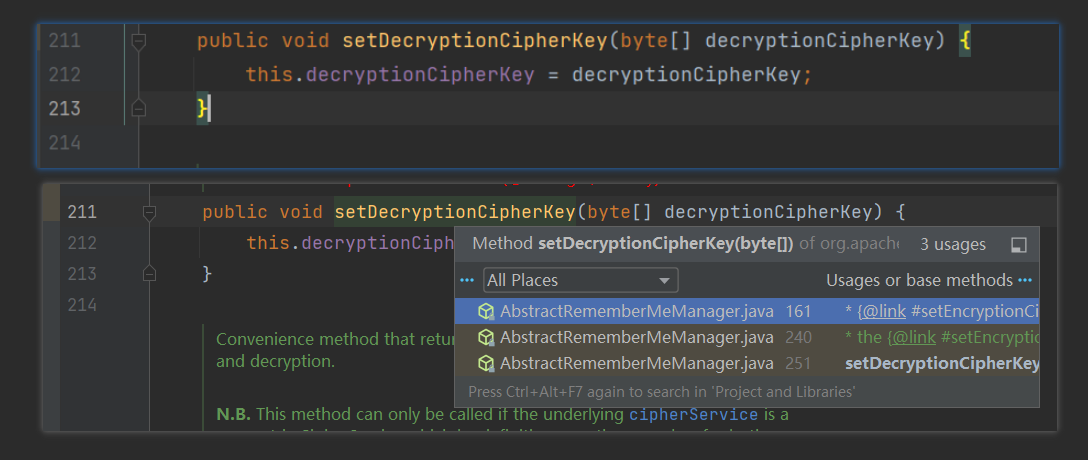 211 public void setDecryptionCipherKey(byte[] decryptionCipherKey) {
212 this.decryptionCipherKey = decryptionCipherKey;
213 }
214
211 public void setDecryptionCipherKey(byte[] decryptionCipherKey) {
212 this.decryptionCiph
213 }
214
Method setDecryptionCipherKey(byte[]) of org.apache 3 usages
All Places Usages or base methods
AbstractRememberMeManager.java 161 * {@link #setEncryptionCi
AbstractRememberMeManager.java 240 * the {@link #setEncryptio
AbstractRememberMeManager.java 251 setDecryptionCipherKey
Press Ctrl+Alt+F7 again to search in 'Project and Libraries'
Convenience method that retur
and decryption.
N.B. This method can only be called if the underlying cipherService is a